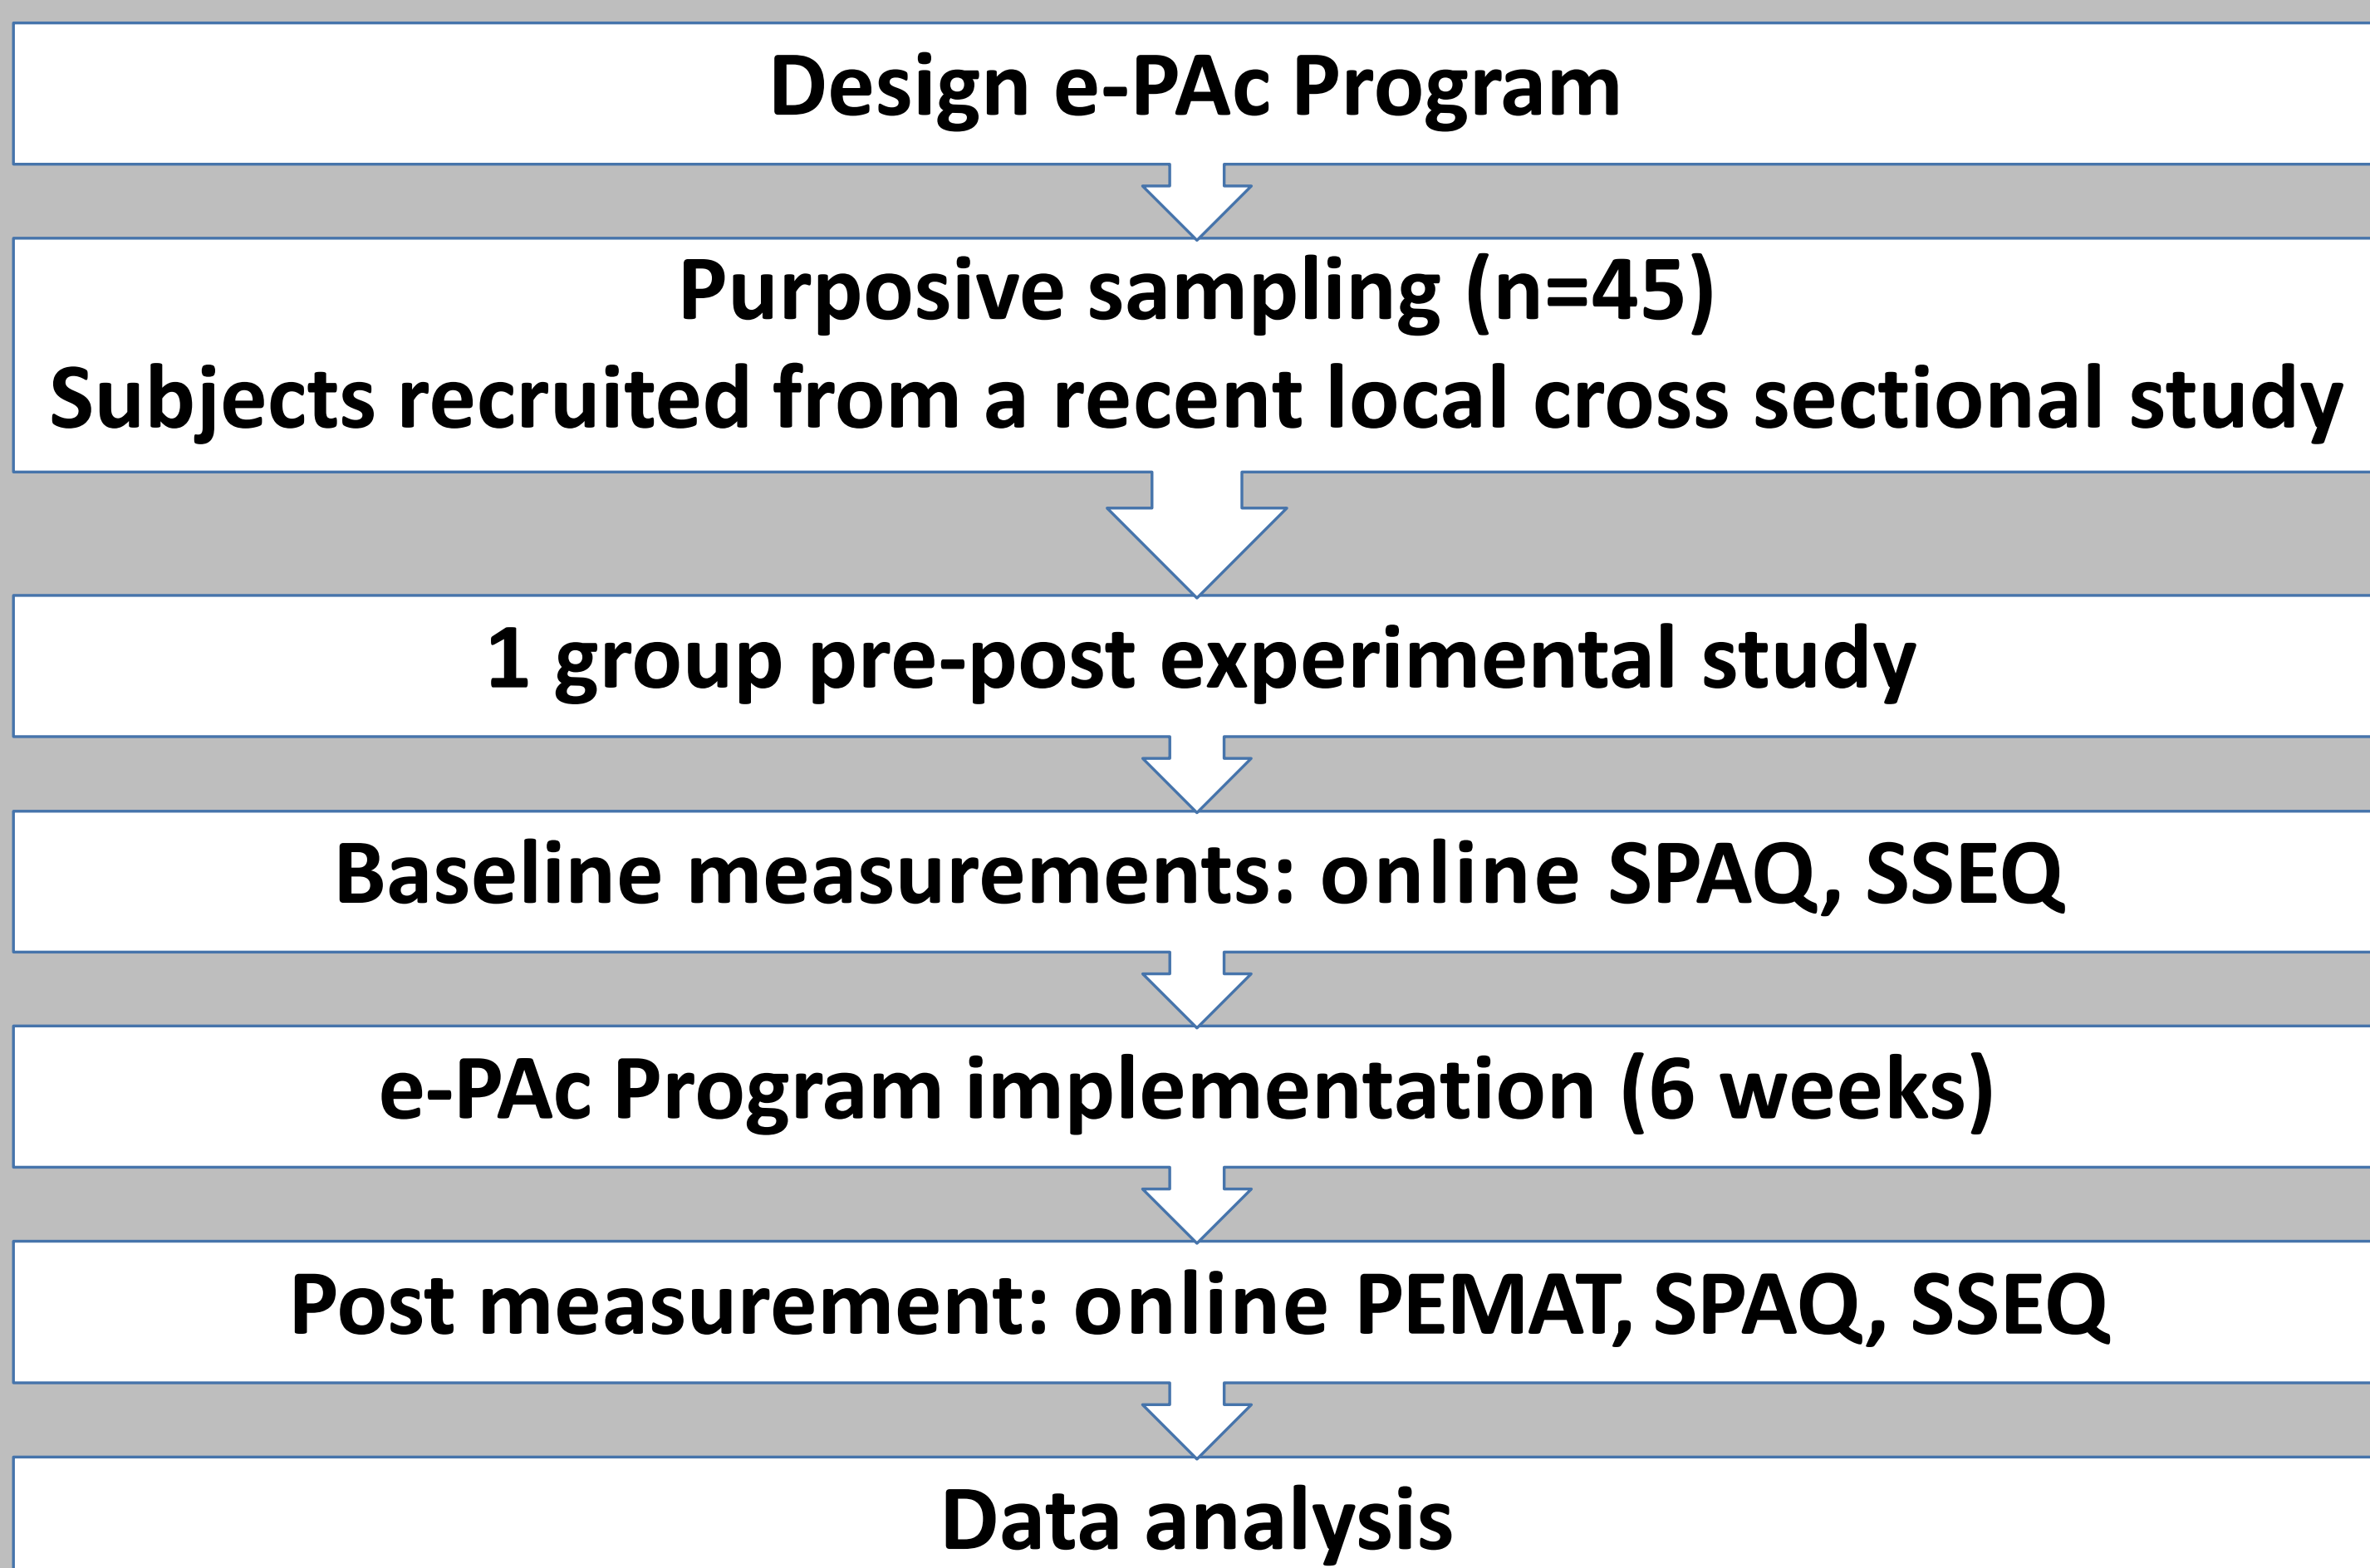 Design e-PAc Program
Purposive sampling (n=45)
Subjects recruited from a recent local cross sectional study
1 group pre-post experimental study
Baseline measurements: online SPAQ, SSEQ
e-PAc Program implementation (6 weeks)
Post measurement: online PEMAT, SPAQ, SSEQ
Data analysis